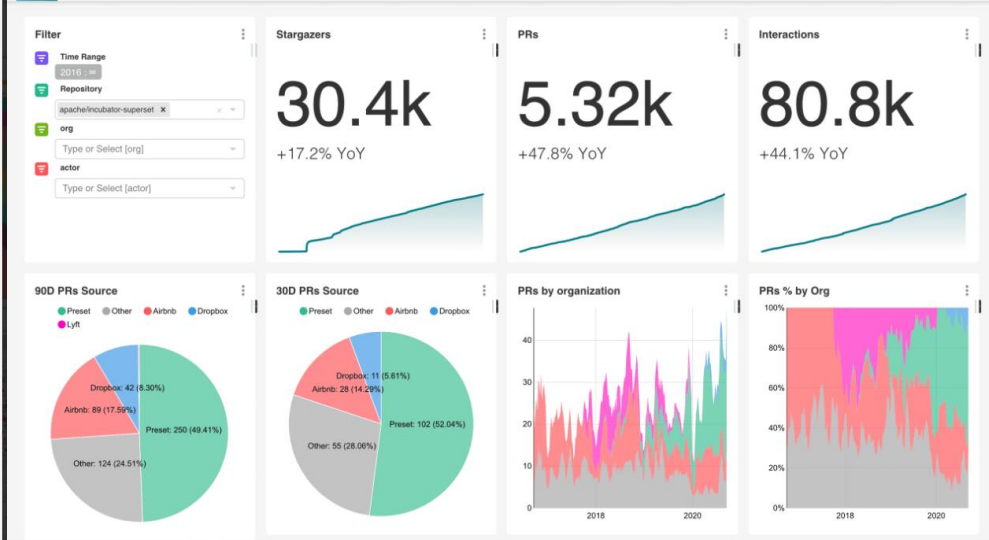 Filter
Time Range
2016 : ∞
Repository
apache/incubator-superset ×
org
Type or Select [org]
actor
Type or Select [actor]
Stargazers
30.4k
+17.2% YoY
PRs
5.32k
+47.8% YoY
Interactions
80.8k
+44.1% YoY
90D PRs Source
Preset Other Airbnb Dropbox
Lyft
Dropbox: 42 (8.30%)
Airbnb: 89 (17.59%)
Preset: 250 (49.41%)
Other: 124 (24.51%)
30D PRs Source
Preset Other Airbnb Dropbox
Dropbox: 11 (5.61%)
Airbnb: 28 (14.29%)
Preset: 102 (52.04%)
Other: 55 (28.06%)
PRs by organization
40
30
20
10
0
2018 2020
PRs % by Org
100%
80%
60%
40%
20%
0%
2018 2020